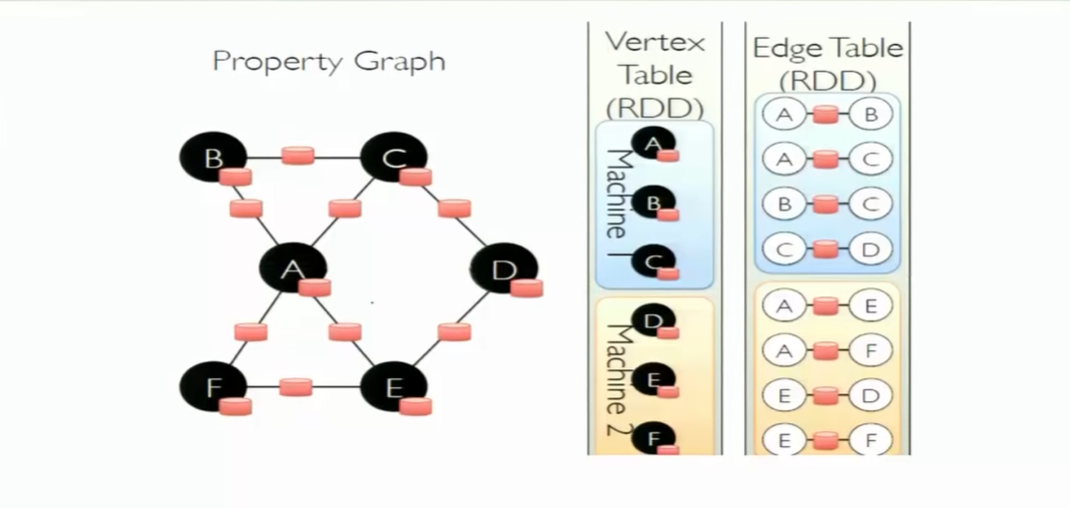 Property Graph
B
C
A
D
F
E
Vertex
Table
(RDD)
A
B
C
Machine 1
D
E
F
Machine 2
Edge Table
(RDD)
A B
A C
B C
C D
A E
A F
E D
E F